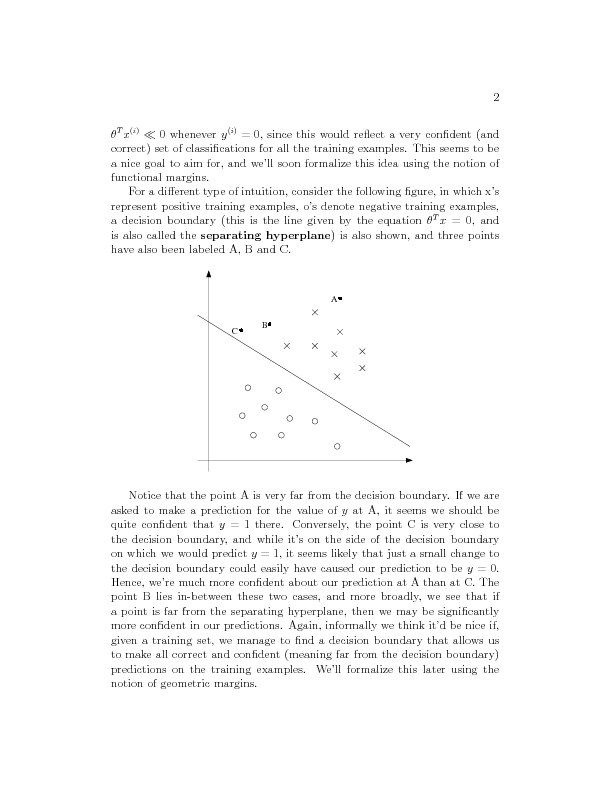 2
θᵀx⁽ⁱ⁾ ≪ 0 whenever y⁽ⁱ⁾ = 0, since this would reflect a very confident (and
correct) set of classifications for all the training examples. This seems to be
a nice goal to aim for, and we'll soon formalize this idea using the notion of
functional margins.
For a different type of intuition, consider the following figure, in which x's
represent positive training examples, o's denote negative training examples,
a decision boundary (this is the line given by the equation θᵀx = 0, and
is also called the separating hyperplane) is also shown, and three points
have also been labeled A, B and C.
A
B
C
Notice that the point A is very far from the decision boundary. If we are
asked to make a prediction for the value of y at A, it seems we should be
quite confident that y = 1 there. Conversely, the point C is very close to
the decision boundary, and while it's on the side of the decision boundary
on which we would predict y = 1, it seems likely that just a small change to
the decision boundary could easily have caused our prediction to be y = 0.
Hence, we're much more confident about our prediction at A than at C. The
point B lies in-between these two cases, and more broadly, we see that if
a point is far from the separating hyperplane, then we may be significantly
more confident in our predictions. Again, informally we think it'd be nice if,
given a training set, we manage to find a decision boundary that allows us
to make all correct and confident (meaning far from the decision boundary)
predictions on the training examples. We'll formalize this later using the
notion of geometric margins.